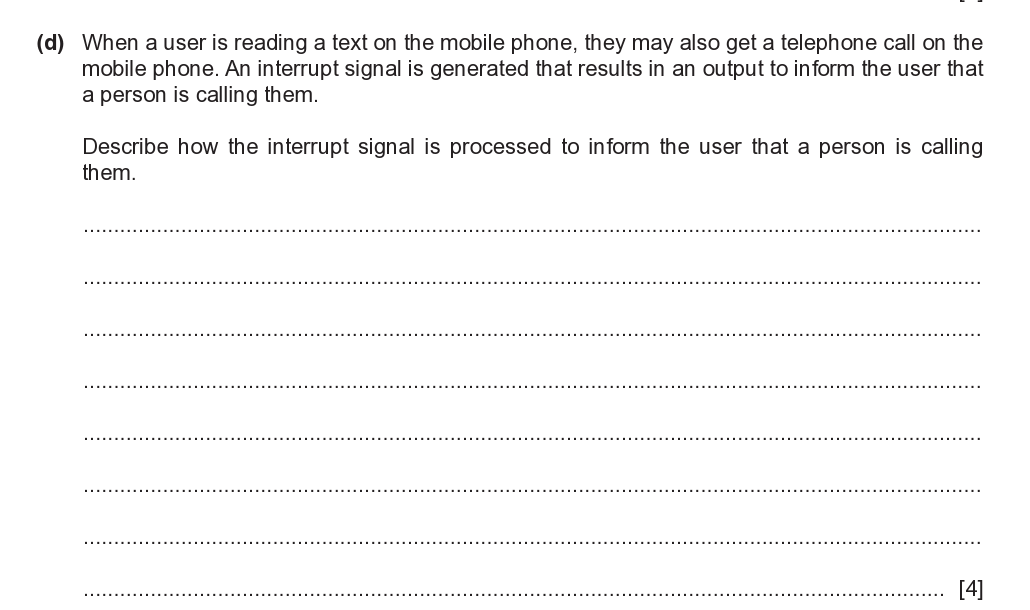 (d) When a user is reading a text on the mobile phone, they may also get a telephone call on the
mobile phone. An interrupt signal is generated that results in an output to inform the user that
a person is calling them.
Describe how the interrupt signal is processed to inform the user that a person is calling
them.
...................................................................................................................................................
...................................................................................................................................................
...................................................................................................................................................
...................................................................................................................................................
...................................................................................................................................................
...................................................................................................................................................
...................................................................................................................................................
............................................................................................................................................. [4]